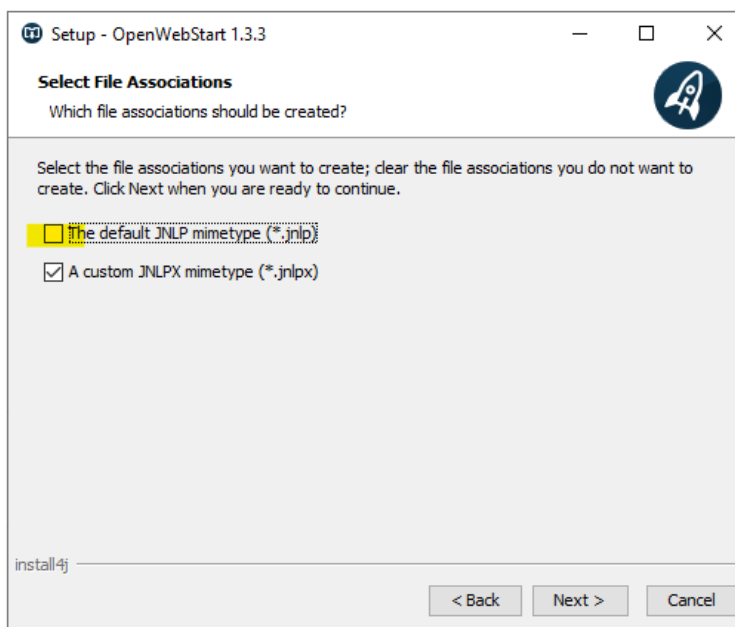 Setup - OpenWebStart 1.3.3
Select File Associations
Which file associations should be created?
Select the file associations you want to create; clear the file associations you do not want to
create. Click Next when you are ready to continue.
The default JNLP mimetype (*.jnlp)
A custom JNLPX mimetype (*.jnlpx)
install4j
< Back
Next >
Cancel